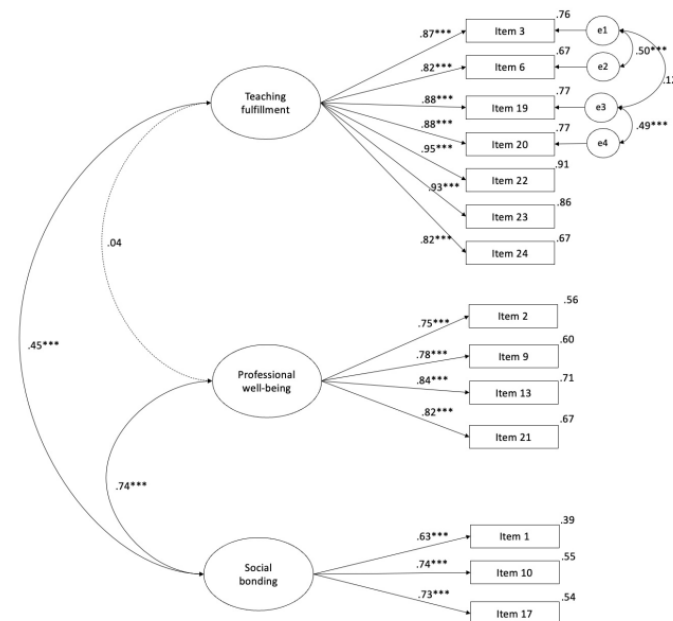 .76
.87***
Item 3
e1
.50***
.67
.82***
Item 6
e2
Teaching
fulfillment
.77
.88***
Item 19
e3
.49***
.77
.88***
Item 20
e4
.95***
.91
Item 22
.93***
.86
Item 23
.82***
.67
Item 24
.04
.45***
.56
.75***
Item 2
.60
.78***
Item 9
Professional
well-being
.71
.84***
Item 13
.82***
.67
Item 21
.74***
.39
.63***
Item 1
.55
.74***
Item 10
Social
bonding
.54
.73***
Item 17